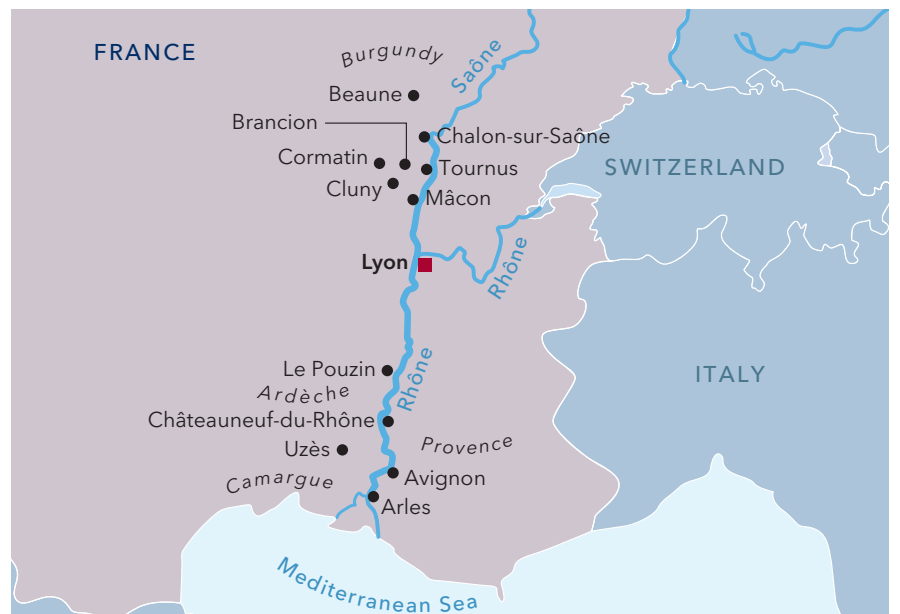 FRANCE
Burgundy
Saône
Beaune
Brancion
Chalon-sur-Saône
Cormatin
Tournus
SWITZERLAND
Cluny
Mâcon
Lyon
Rhône
Le Pouzin
Rhône
ITALY
Ardèche
Châteauneuf-du-Rhône
Uzès
Provence
Camargue
Avignon
Arles
Mediterranean Sea